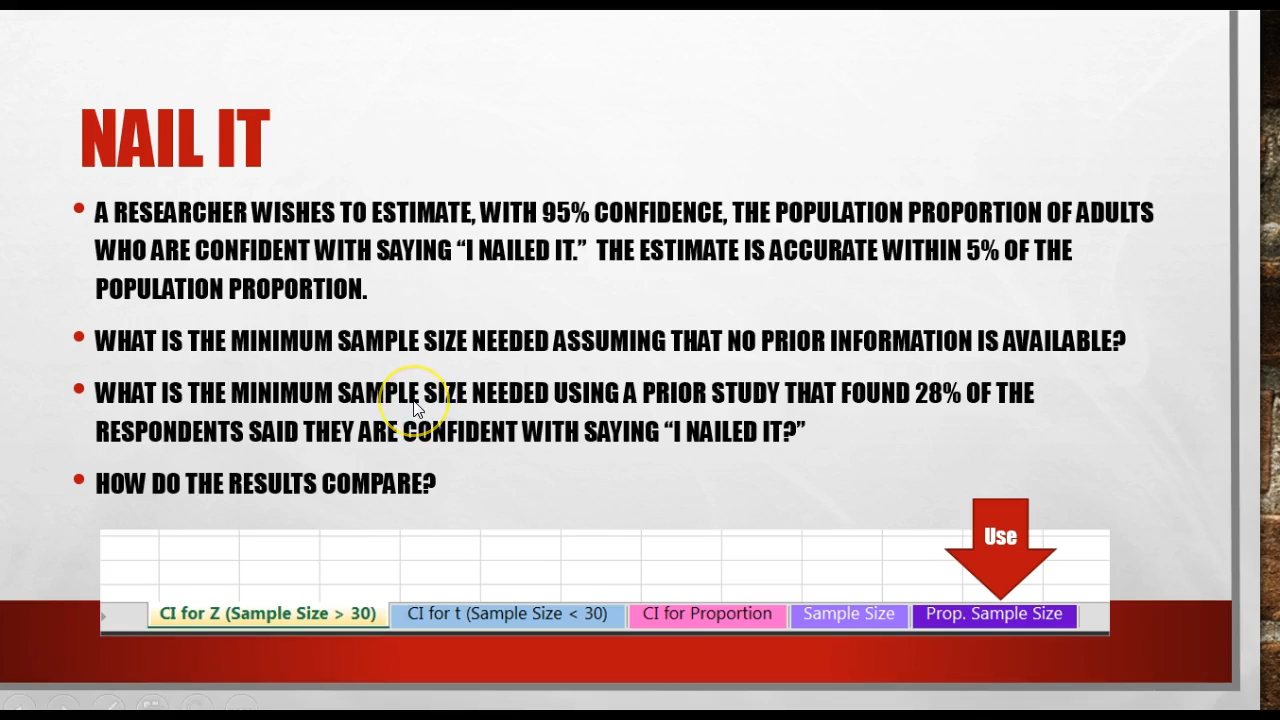 NAIL IT
• A RESEARCHER WISHES TO ESTIMATE, WITH 95% CONFIDENCE, THE POPULATION PROPORTION OF ADULTS
WHO ARE CONFIDENT WITH SAYING “I NAILED IT.” THE ESTIMATE IS ACCURATE WITHIN 5% OF THE
POPULATION PROPORTION.
• WHAT IS THE MINIMUM SAMPLE SIZE NEEDED ASSUMING THAT NO PRIOR INFORMATION IS AVAILABLE?
• WHAT IS THE MINIMUM SAMPLE SIZE NEEDED USING A PRIOR STUDY THAT FOUND 28% OF THE
RESPONDENTS SAID THEY ARE CONFIDENT WITH SAYING “I NAILED IT?”
• HOW DO THE RESULTS COMPARE?
Use
CI for Z (Sample Size > 30) CI for t (Sample Size < 30) CI for Proportion Sample Size Prop. Sample Size